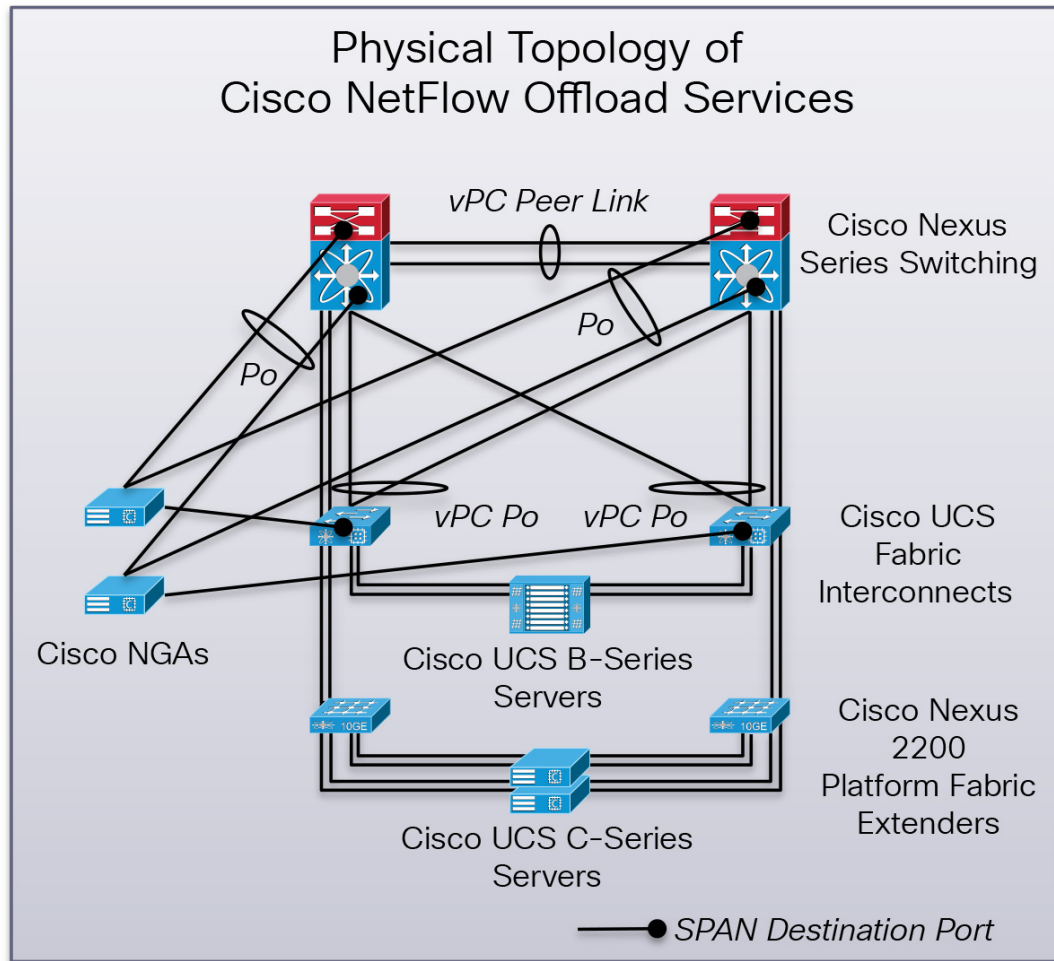 Physical Topology of
Cisco NetFlow Offload Services
vPC Peer Link
Cisco Nexus
Series Switching
Po
Po
vPC Po
vPC Po
Cisco UCS
Fabric
Interconnects
Cisco NGAs
Cisco UCS B-Series
Servers
10GE
10GE
Cisco Nexus
2200
Platform Fabric
Extenders
Cisco UCS C-Series
Servers
SPAN Destination Port